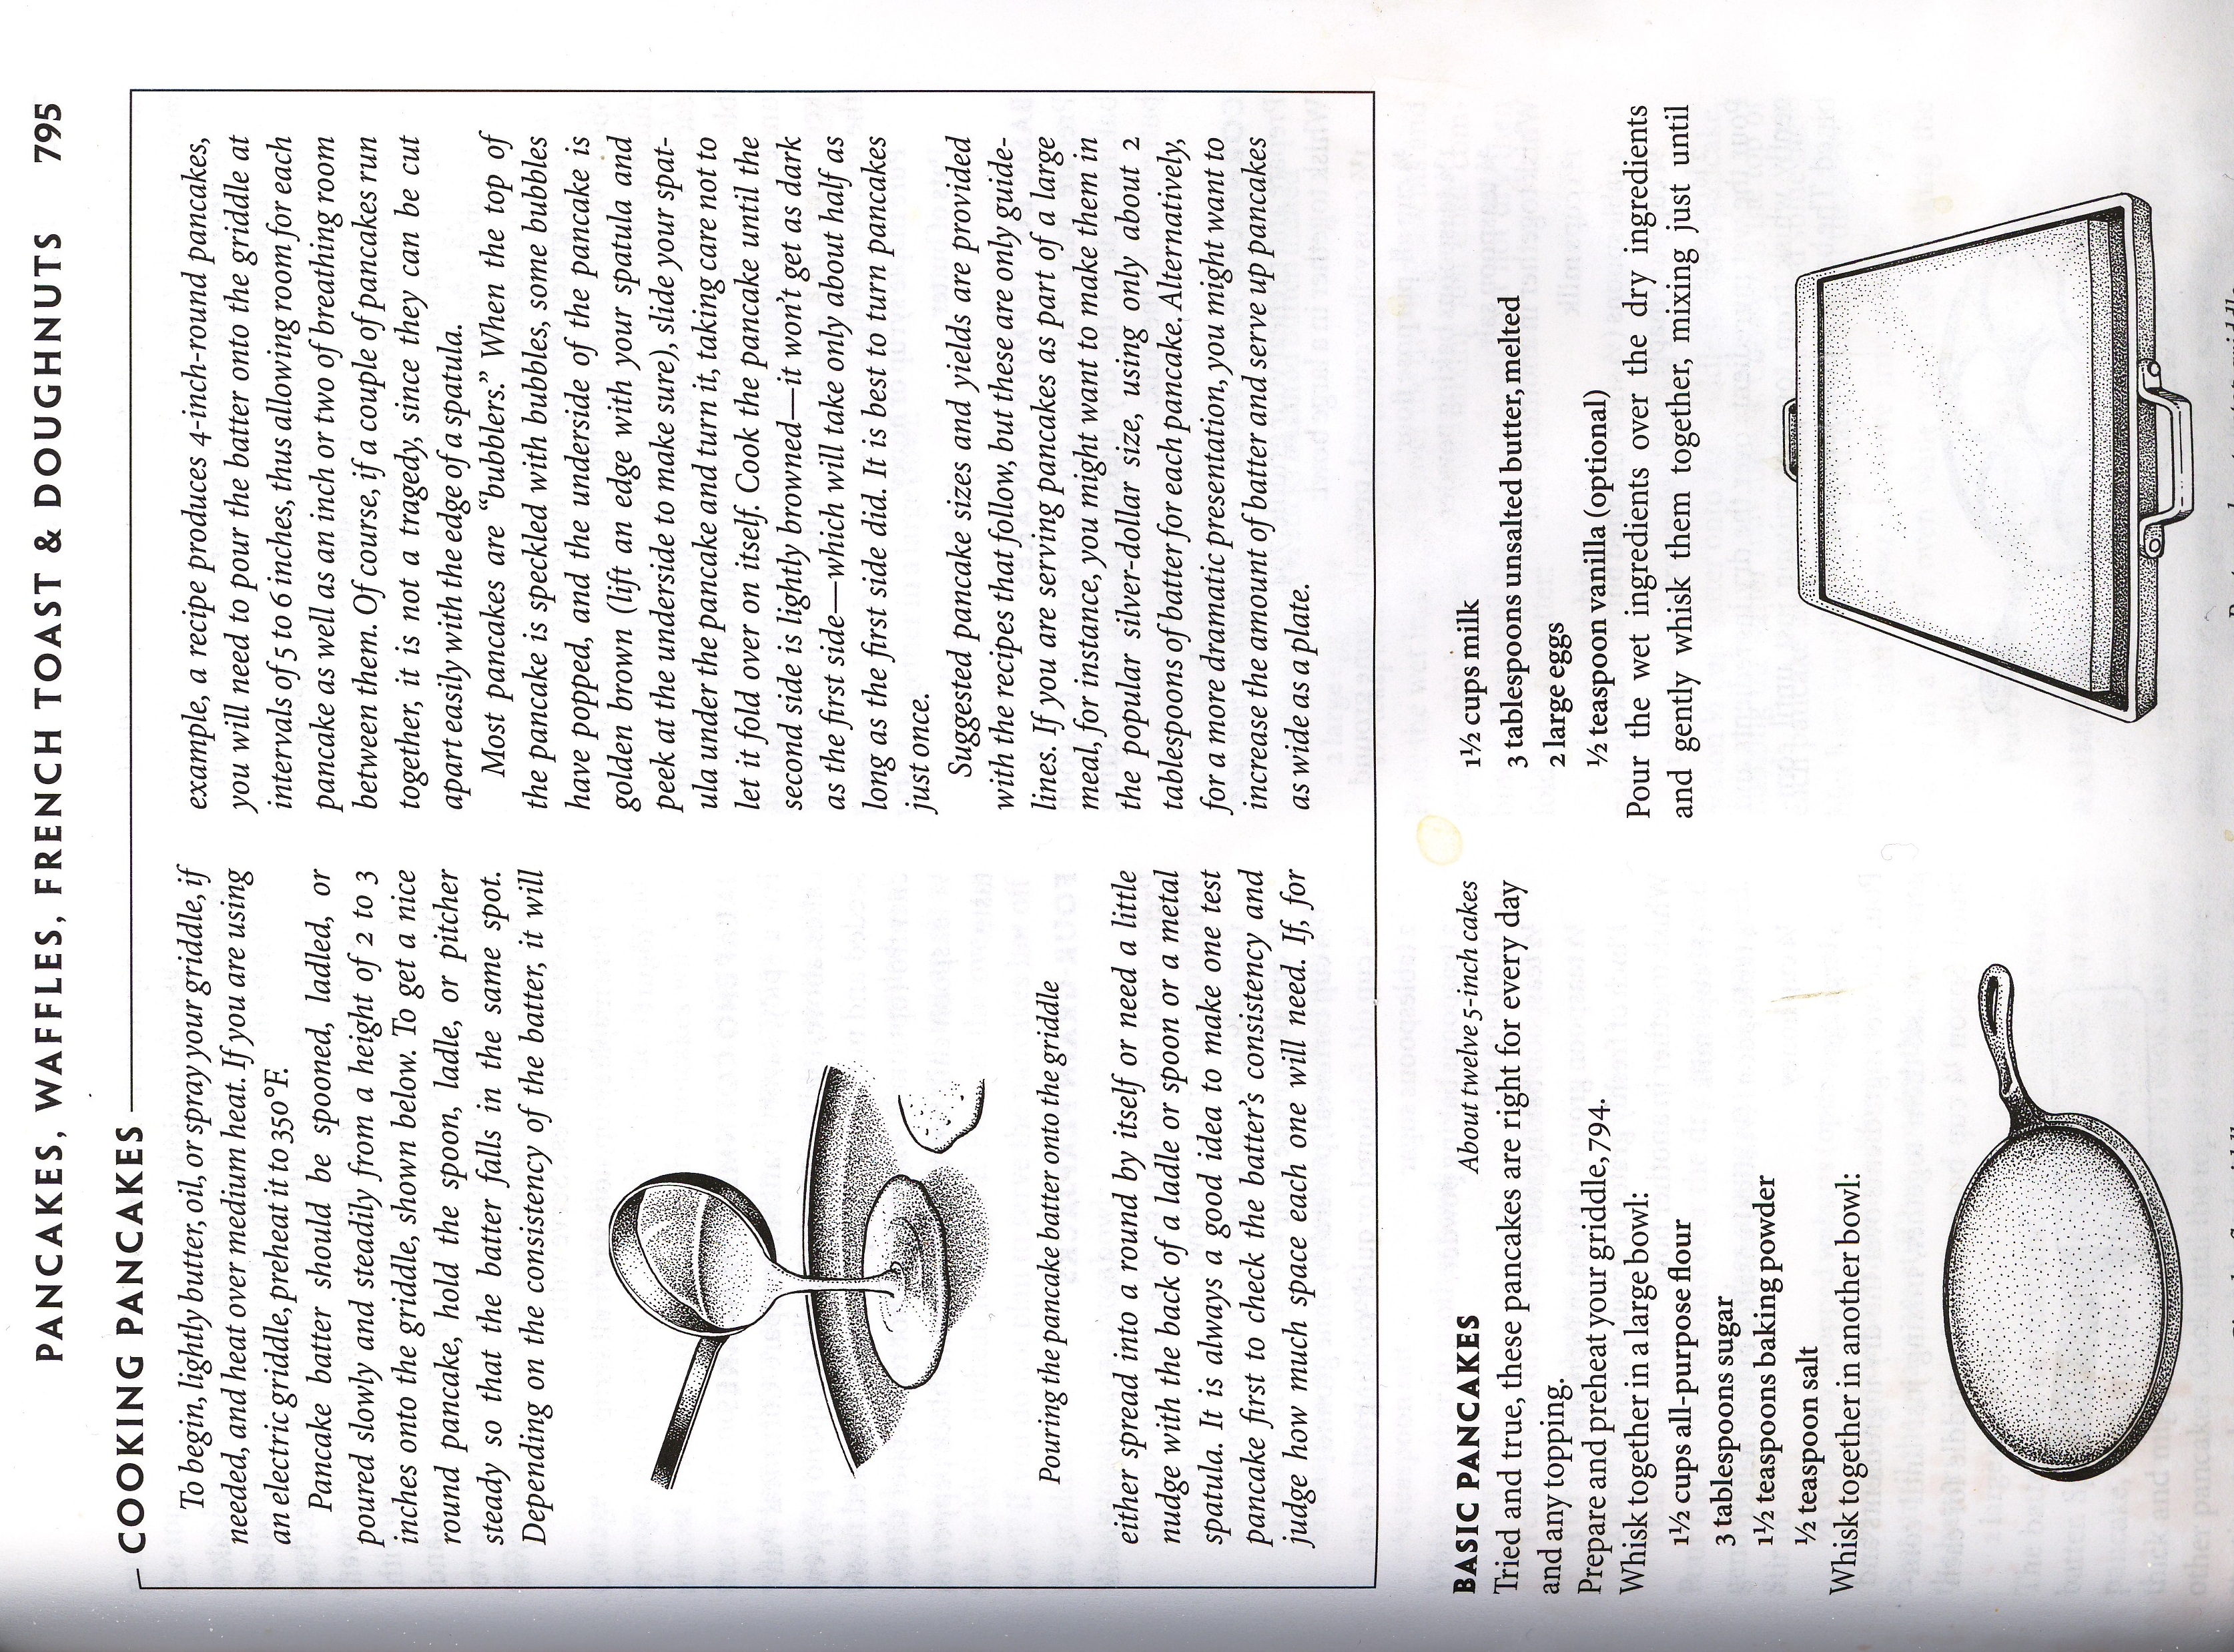 PANCAKES, WAFFLES, FRENCH TOAST & DOUGHNUTS 795
COOKING PANCAKES
To begin, lightly butter, oil, or spray your griddle, if
needed, and heat over medium heat. If you are using
an electric griddle, preheat it to 350°F.
Pancake batter should be spooned, ladled, or
poured slowly and steadily from a height of 2 to 3
inches onto the griddle, shown below. To get a nice
round pancake, hold the spoon, ladle, or pitcher
steady so that the batter falls in the same spot.
Depending on the consistency of the batter, it will
Pouring the pancake batter onto the griddle
either spread into a round by itself or need a little
nudge with the back of a ladle or spoon or a metal
spatula. It is always a good idea to make one test
pancake first to check the batter's consistency and
judge how much space each one will need. If, for
example, a recipe produces 4-inch-round pancakes,
you will need to pour the batter onto the griddle at
intervals of 5 to 6 inches, thus allowing room for each
pancake as well as an inch or two of breathing room
between them. Of course, if a couple of pancakes run
together, it is not a tragedy, since they can be cut
apart easily with the edge of a spatula.
Most pancakes are “bubblers.” When the top of
the pancake is speckled with bubbles, some bubbles
have popped, and the underside of the pancake is
golden brown (lift an edge with your spatula and
peek at the underside to make sure), slide your spat-
ula under the pancake and turn it, taking care not to
let it fold over on itself. Cook the pancake until the
second side is lightly browned—it won't get as dark
as the first side—which will take only about half as
long as the first side did. It is best to turn pancakes
just once.
Suggested pancake sizes and yields are provided
with the recipes that follow, but these are only guide-
lines. If you are serving pancakes as part of a large
meal, for instance, you might want to make them in
the popular silver-dollar size, using only about 2
tablespoons of batter for each pancake. Alternatively,
for a more dramatic presentation, you might want to
increase the amount of batter and serve up pancakes
as wide as a plate.
BASIC PANCAKES About twelve 5-inch cakes
Tried and true, these pancakes are right for every day
and any topping.
Prepare and preheat your griddle, 794.
Whisk together in a large bowl:
1½ cups all-purpose flour
3 tablespoons sugar
1½ teaspoons baking powder
½ teaspoon salt
Whisk together in another bowl:
1½ cups milk
3 tablespoons unsalted butter, melted
2 large eggs
½ teaspoon vanilla (optional)
Pour the wet ingredients over the dry ingredients
and gently whisk them together, mixing just until